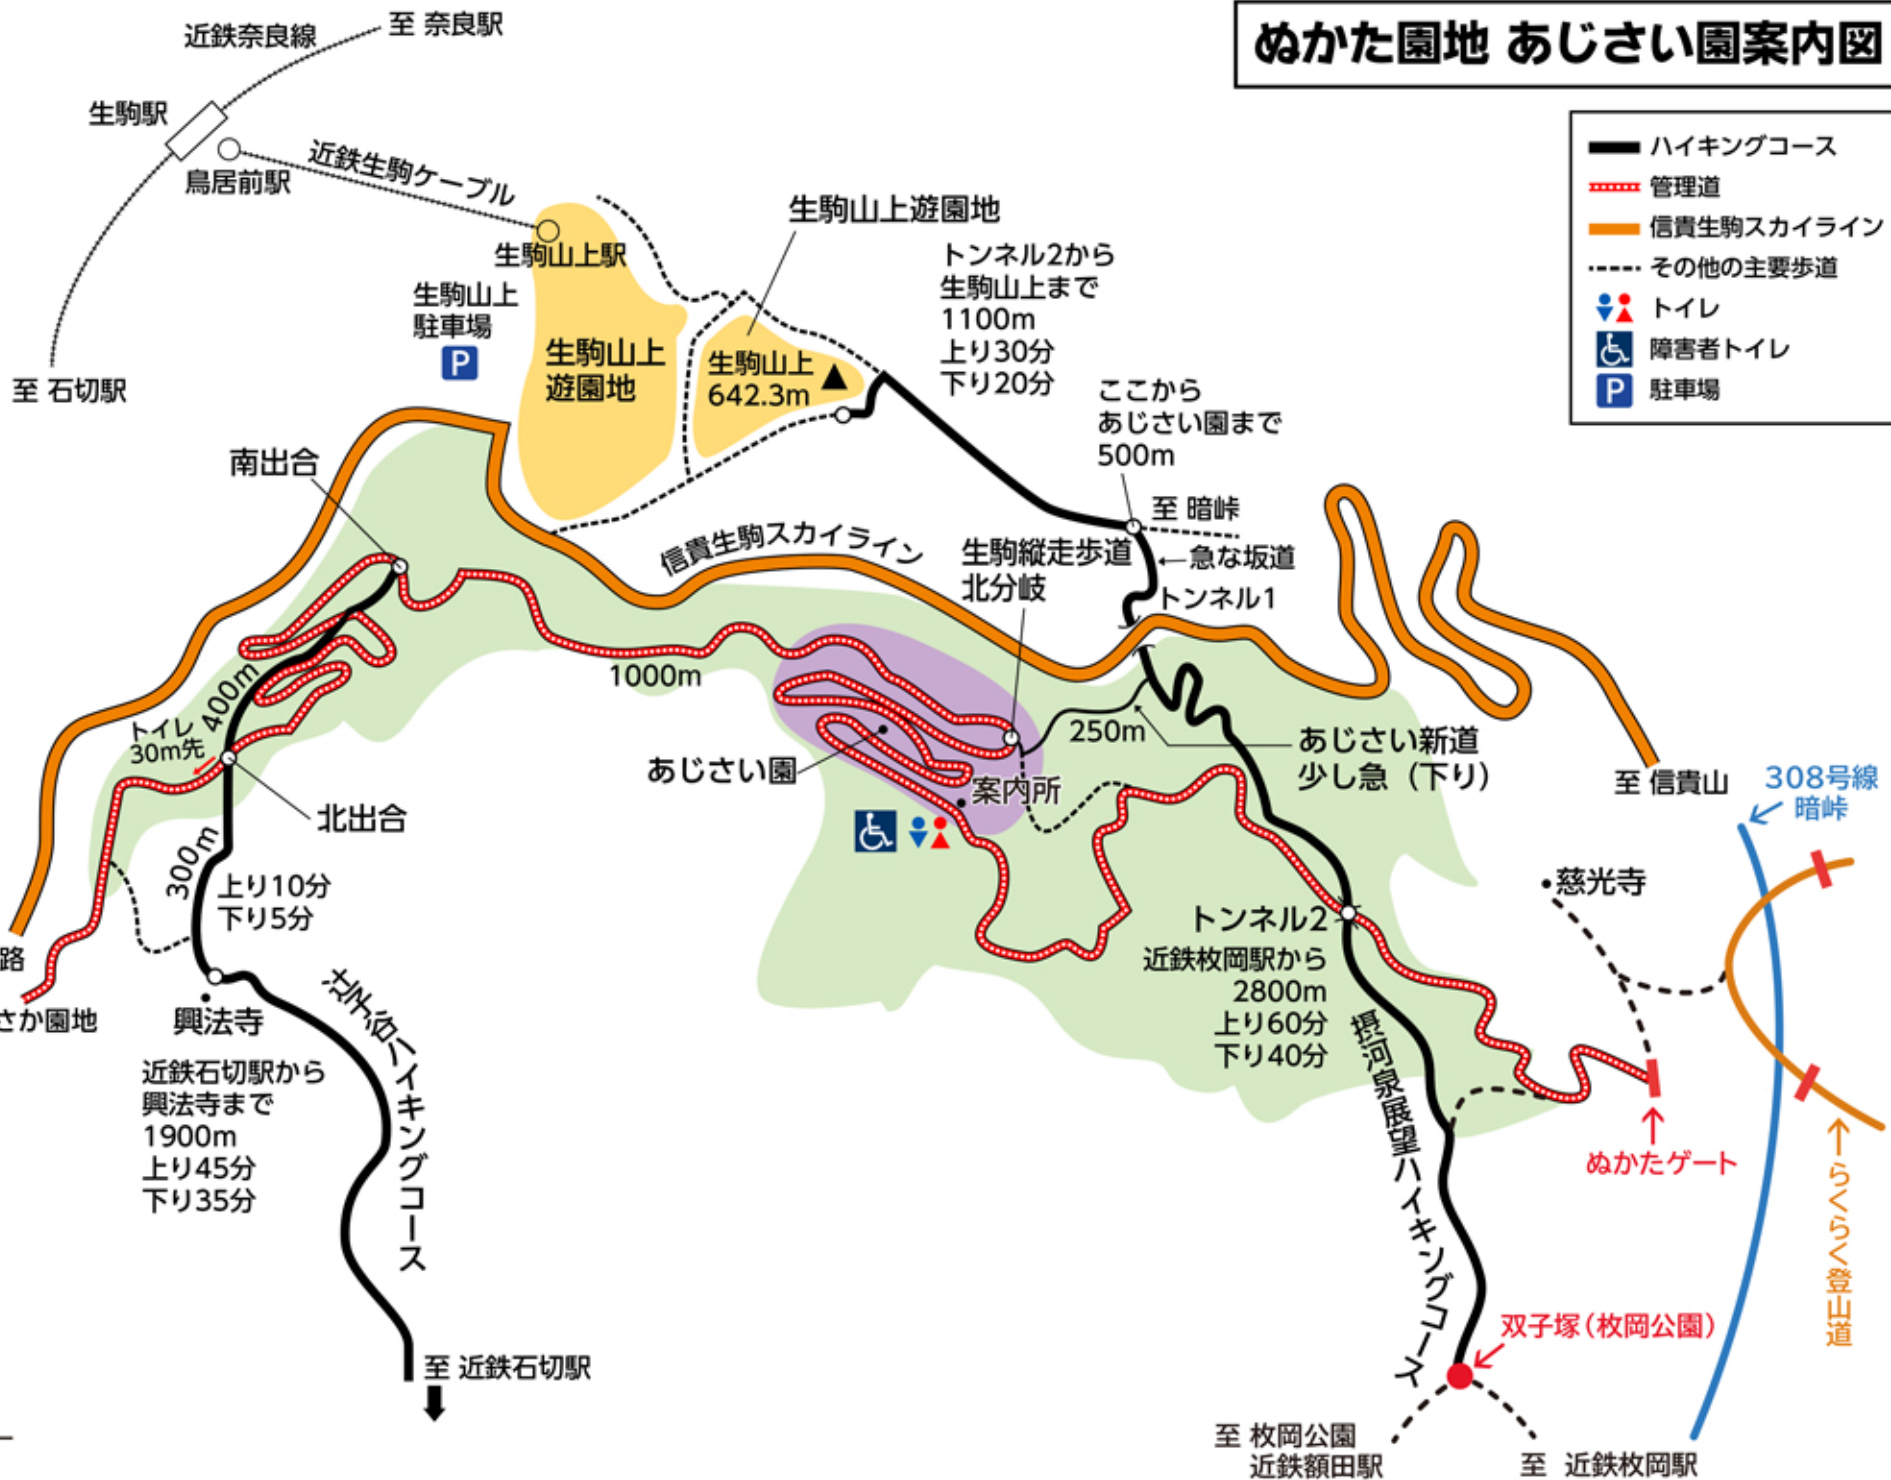 ぬかた園地 あじさい園案内図
ハイキングコース
管理道
信貴生駒スカイライン
その他の主要歩道
トイレ
障害者トイレ
P
駐車場
至 奈良駅
近鉄奈良線
生駒駅
鳥居前駅
近鉄生駒ケーブル
至 石切駅
生駒山上駅
生駒山上
駐車場
P
生駒山上
遊園地
生駒山上遊園地
生駒山上
642.3m
トンネル2から
生駒山上まで
1100m
上り30分
下り20分
ここから
あじさい園まで
500m
至 暗峠
急な坂道
トンネル1
南出合
信貴生駒スカイライン
生駒縦走歩道
北分岐
1000m
400m
トイレ
30m先
北出合
あじさい園
案内所
250m
あじさい新道
少し急（下り）
至 信貴山
308号線
暗峠
慈光寺
300m
上り10分
下り5分
路
さか園地
興法寺
近鉄石切駅から
興法寺まで
1900m
上り45分
下り35分
辻子谷ハイキングコース
至 近鉄石切駅
トンネル2
近鉄枚岡駅から
2800m
上り60分
下り40分
摂河泉展望ハイキングコース
ぬかたゲート
らくらく登山道
双子塚（枚岡公園）
至 枚岡公園
近鉄額田駅
至 近鉄枚岡駅